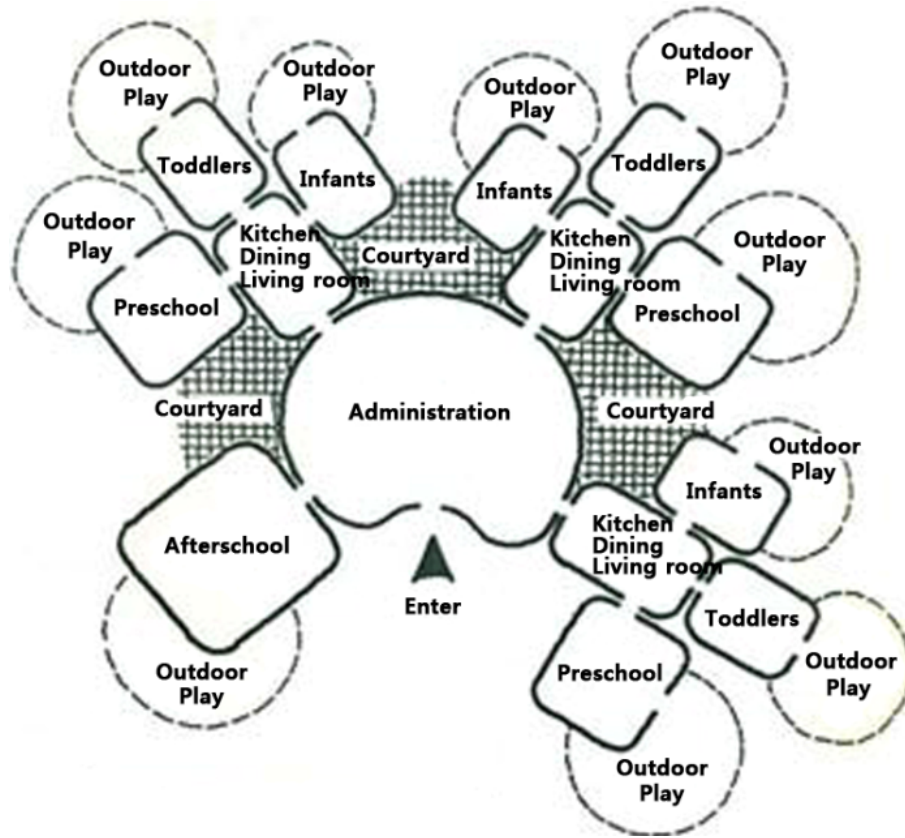 Outdoor
Play
Outdoor
Play
Outdoor
Play
Outdoor
Play
Toddlers
Infants
Infants
Toddlers
Outdoor
Play
Kitchen
Dining
Living room
Courtyard
Kitchen
Dining
Living room
Outdoor
Play
Preschool
Preschool
Courtyard
Administration
Courtyard
Outdoor
Play
Infants
Afterschool
Kitchen
Dining
Living room
Enter
Toddlers
Outdoor
Play
Preschool
Outdoor
Play
Outdoor
Play